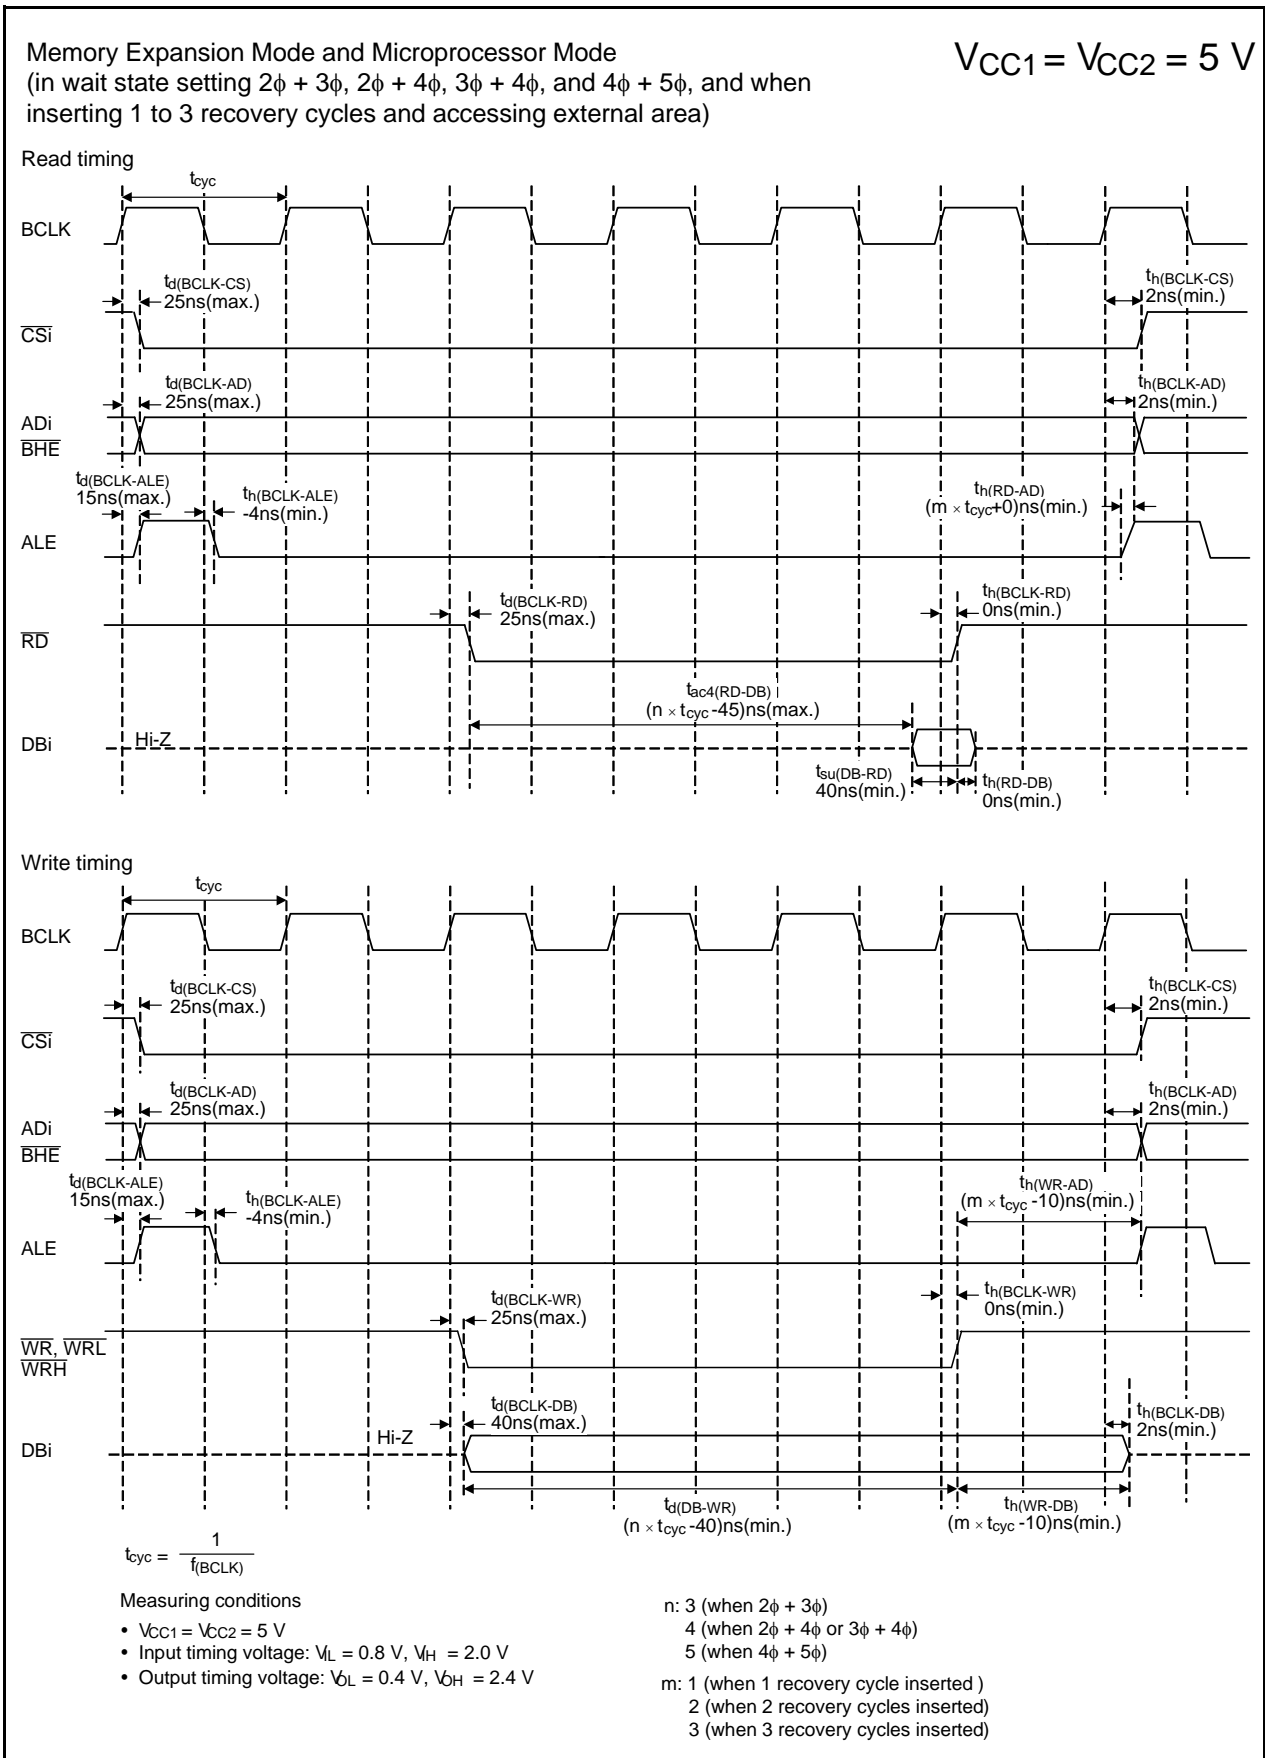 Memory Expansion Mode and Microprocessor Mode
(in wait state setting 2ϕ + 3ϕ, 2ϕ + 4ϕ, 3ϕ + 4ϕ, and 4ϕ + 5ϕ, and when
inserting 1 to 3 recovery cycles and accessing external area)
VCC1 = VCC2 = 5 V
Read timing
tcyc
BCLK
td(BCLK-CS)
25ns(max.)
th(BCLK-CS)
2ns(min.)
CSi
td(BCLK-AD)
25ns(max.)
th(BCLK-AD)
2ns(min.)
ADi
BHE
td(BCLK-ALE)
15ns(max.)
th(BCLK-ALE)
-4ns(min.)
th(RD-AD)
(m × tcyc+0)ns(min.)
ALE
td(BCLK-RD)
25ns(max.)
th(BCLK-RD)
0ns(min.)
RD
tac4(RD-DB)
(n × tcyc-45)ns(max.)
DBi
Hi-Z
tsu(DB-RD)
40ns(min.)
th(RD-DB)
0ns(min.)
Write timing
tcyc
BCLK
td(BCLK-CS)
25ns(max.)
th(BCLK-CS)
2ns(min.)
CSi
td(BCLK-AD)
25ns(max.)
th(BCLK-AD)
2ns(min.)
ADi
BHE
td(BCLK-ALE)
15ns(max.)
th(BCLK-ALE)
-4ns(min.)
th(WR-AD)
(m × tcyc-10)ns(min.)
ALE
td(BCLK-WR)
25ns(max.)
th(BCLK-WR)
0ns(min.)
WR, WRL
WRH
td(BCLK-DB)
40ns(max.)
th(BCLK-DB)
2ns(min.)
Hi-Z
DBi
td(DB-WR)
(n × tcyc-40)ns(min.)
th(WR-DB)
(m × tcyc-10)ns(min.)
tcyc = 1
f(BCLK)
Measuring conditions
• VCC1 = VCC2 = 5 V
• Input timing voltage: VIL = 0.8 V, VIH = 2.0 V
• Output timing voltage: VOL = 0.4 V, VOH = 2.4 V
n: 3 (when 2ϕ + 3ϕ)
4 (when 2ϕ + 4ϕ or 3ϕ + 4ϕ)
5 (when 4ϕ + 5ϕ)
m: 1 (when 1 recovery cycle inserted )
2 (when 2 recovery cycles inserted)
3 (when 3 recovery cycles inserted)